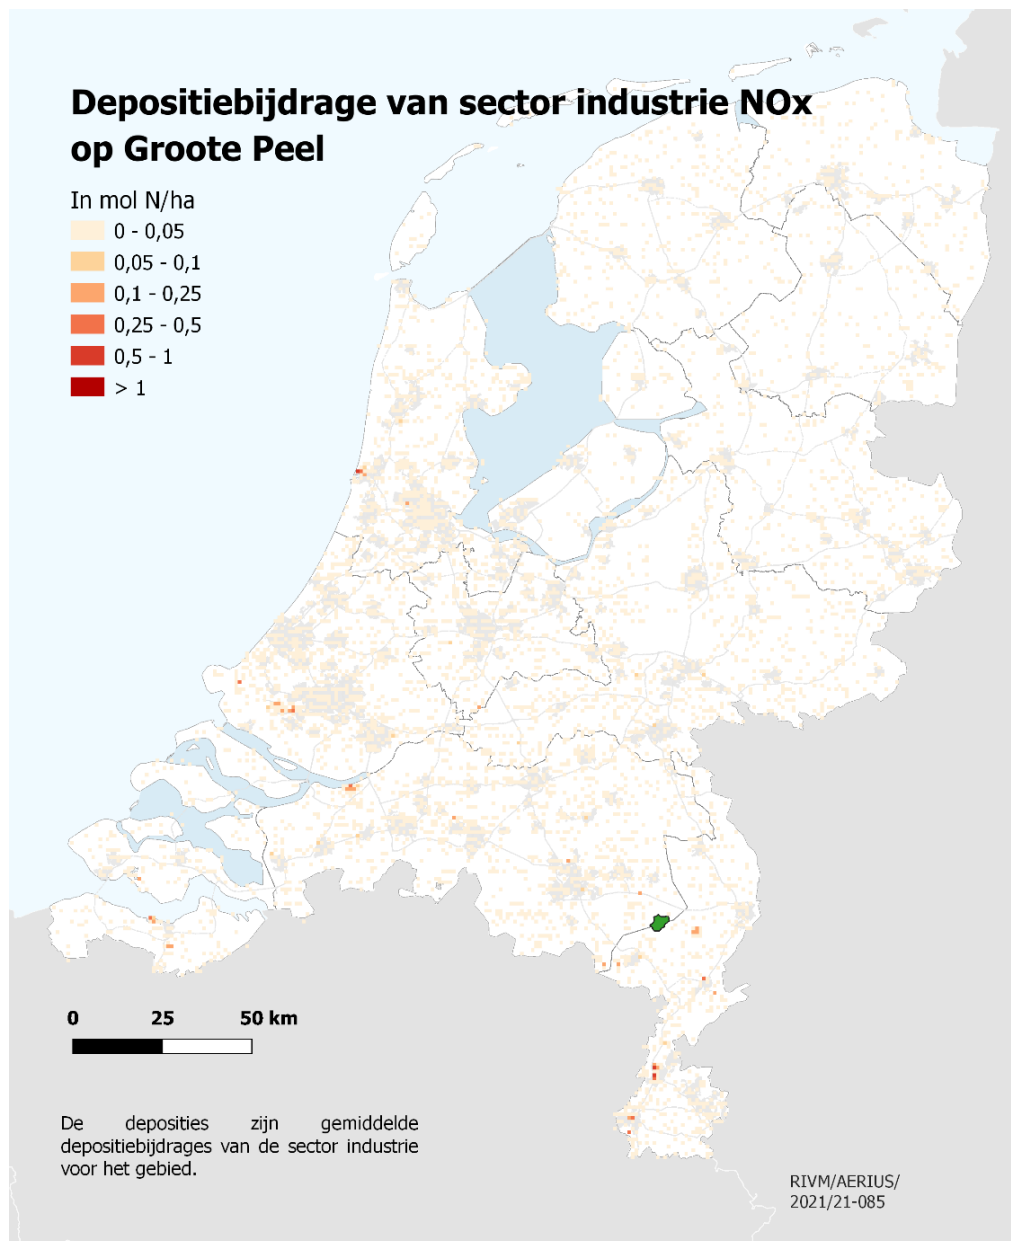 Depositiebijdrage van sector industrie NOx
op Groote Peel
In mol N/ha
0 - 0,05
0,05 - 0,1
0,1 - 0,25
0,25 - 0,5
0,5 - 1
> 1
0 25 50 km
De deposities zijn gemiddelde
depositiebijdrages van de sector industrie
voor het gebied.
RIVM/AERIUS/
2021/21-085